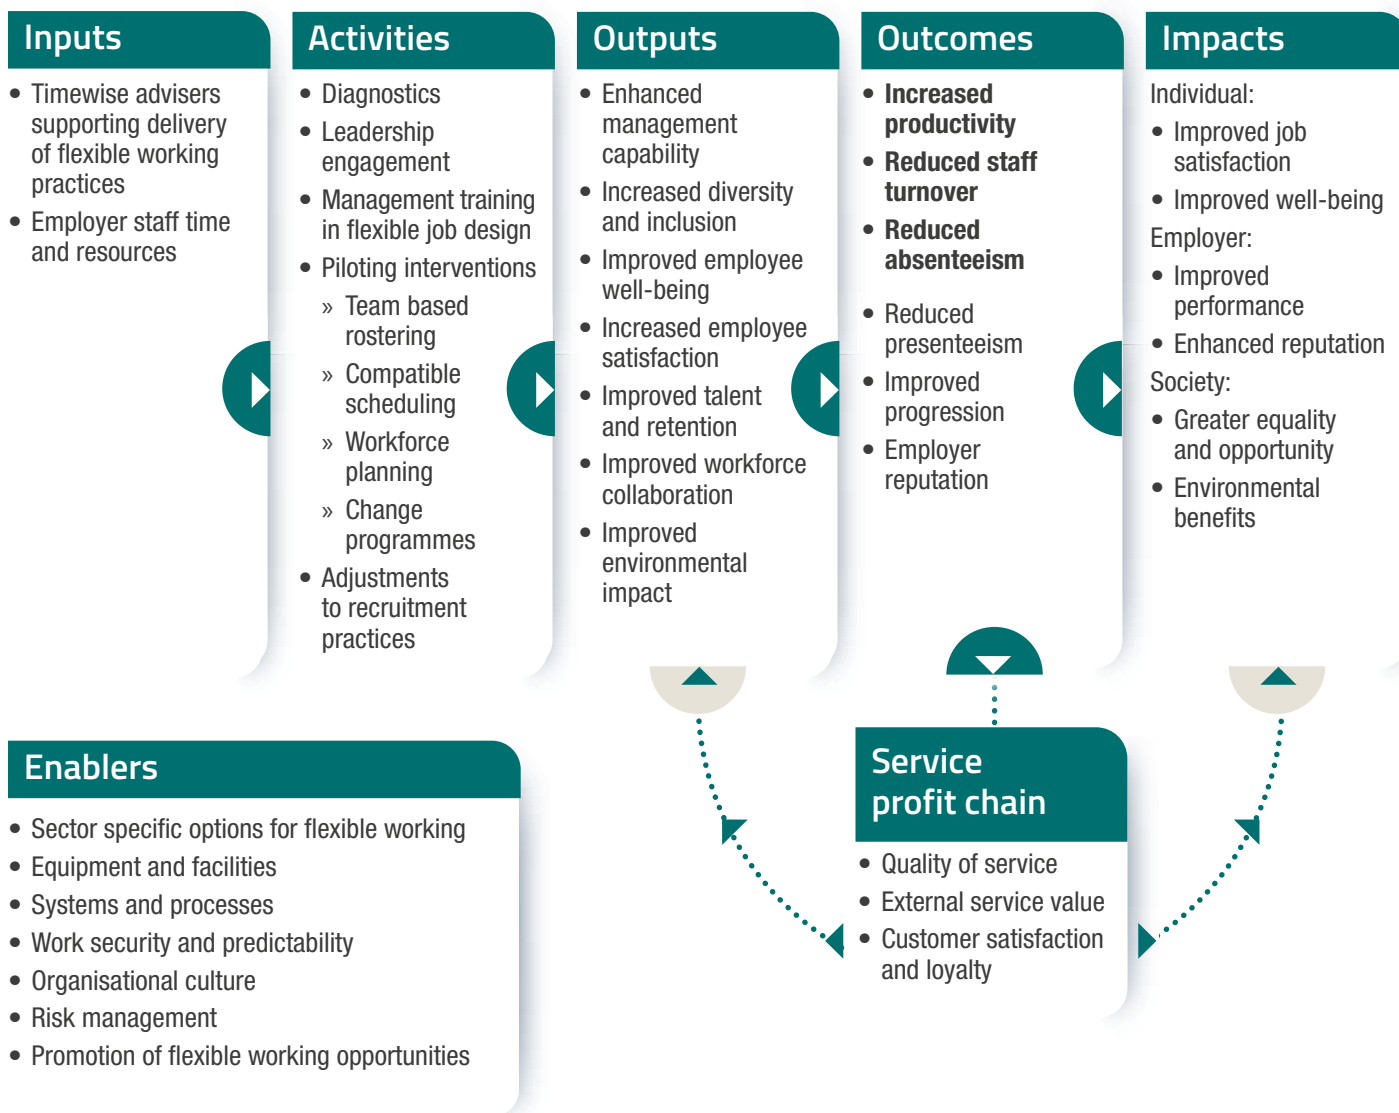 Inputs
• Timewise advisers
supporting delivery
of flexible working
practices
• Employer staff time
and resources
Activities
• Diagnostics
• Leadership
engagement
• Management training
in flexible job design
• Piloting interventions
» Team based
rostering
» Compatible
scheduling
» Workforce
planning
» Change
programmes
• Adjustments
to recruitment
practices
Outputs
• Enhanced
management
capability
• Increased diversity
and inclusion
• Improved employee
well-being
• Increased employee
satisfaction
• Improved talent
and retention
• Improved workforce
collaboration
• Improved
environmental
impact
Outcomes
• Increased
productivity
• Reduced staff
turnover
• Reduced
absenteeism
• Reduced
presenteeism
• Improved
progression
• Employer
reputation
Impacts
Individual:
• Improved job
satisfaction
• Improved well-being
Employer:
• Improved
performance
• Enhanced reputation
Society:
• Greater equality
and opportunity
• Environmental
benefits
Enablers
• Sector specific options for flexible working
• Equipment and facilities
• Systems and processes
• Work security and predictability
• Organisational culture
• Risk management
• Promotion of flexible working opportunities
Service
profit chain
• Quality of service
• External service value
• Customer satisfaction
and loyalty